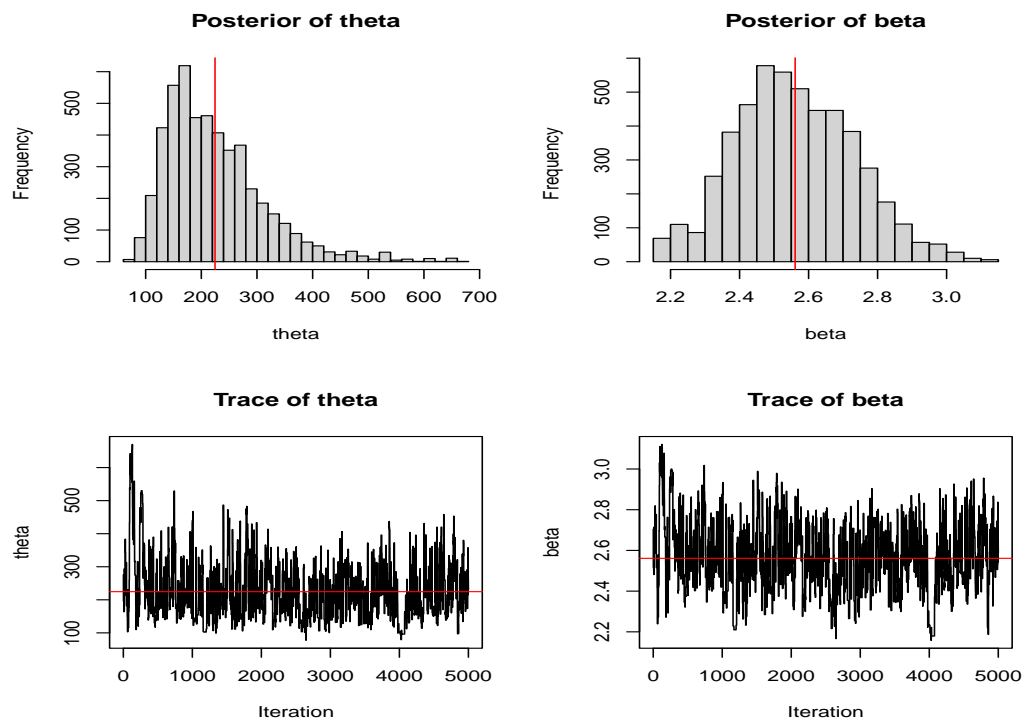 Posterior of theta
Frequency
500
300
100
0
100 200 300 400 500 600 700
theta
Posterior of beta
Frequency
500
300
100
0
2.2 2.4 2.6 2.8 3.0
beta
Trace of theta
theta
500
300
100
0 1000 2000 3000 4000 5000
Iteration
Trace of beta
beta
3.0
2.8
2.6
2.4
2.2
0 1000 2000 3000 4000 5000
Iteration